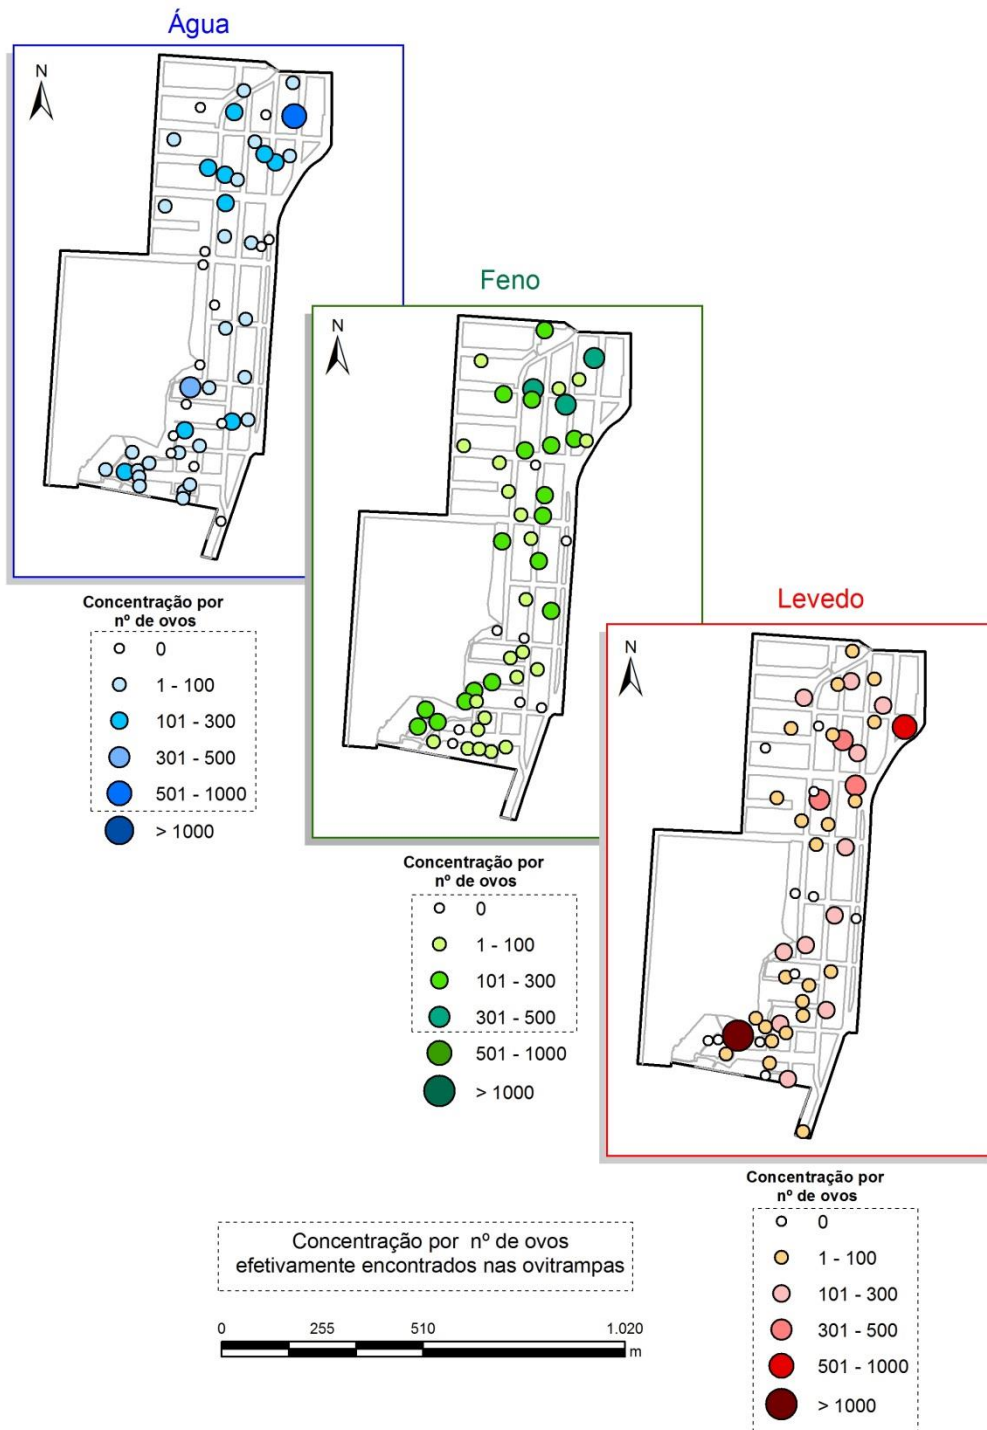 Água
N
Concentração por
nº de ovos
0
1 - 100
101 - 300
301 - 500
501 - 1000
> 1000
Feno
N
Concentração por
nº de ovos
0
1 - 100
101 - 300
301 - 500
501 - 1000
> 1000
Levedo
N
Concentração por
nº de ovos
0
1 - 100
101 - 300
301 - 500
501 - 1000
> 1000
Concentração por nº de ovos
efetivamente encontrados nas ovitrampas
0 255 510 1.020
m